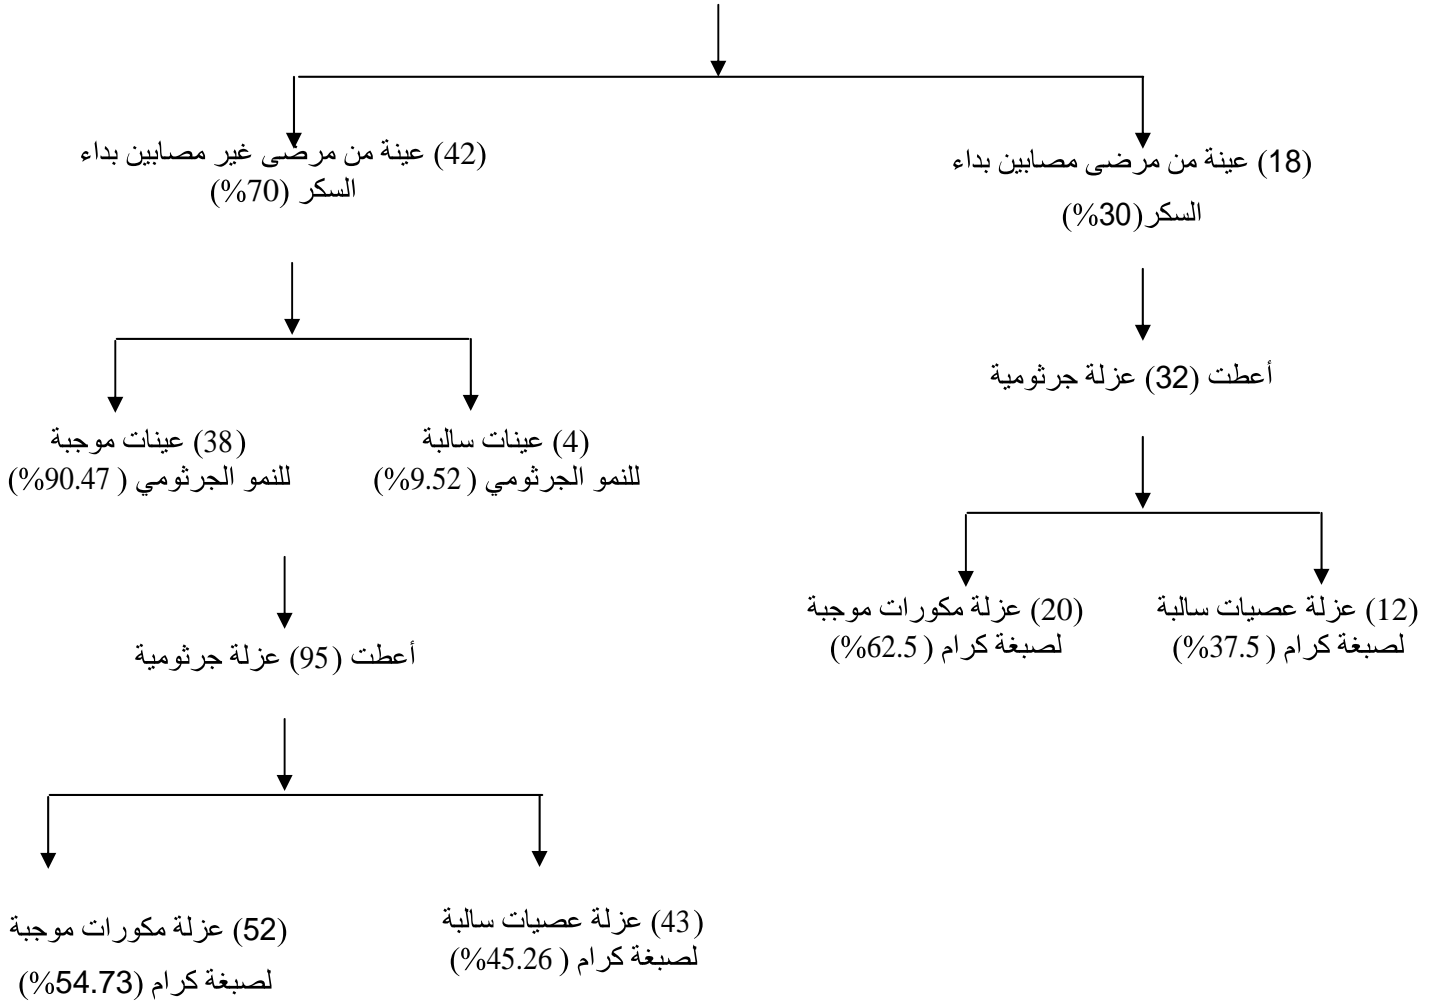 (18) عينة من مرضى مصابين بداء
السكر(30%)
(42) عينة من مرضى غير مصابين بداء
السكر (70%)
أعطت (32) عزلة جرثومية
(4) عينات سالبة
للنمو الجرثومي ( 9.52%)
(38) عينات موجبة
للنمو الجرثومي ( 90.47%)
(12) عزلة عصيات سالبة
لصبغة كرام ( 37.5%)
(20) عزلة مكورات موجبة
لصبغة كرام ( 62.5%)
أعطت (95) عزلة جرثومية
(43) عزلة عصيات سالبة
لصبغة كرام ( 45.26%)
(52) عزلة مكورات موجبة
لصبغة كرام (54.73%)